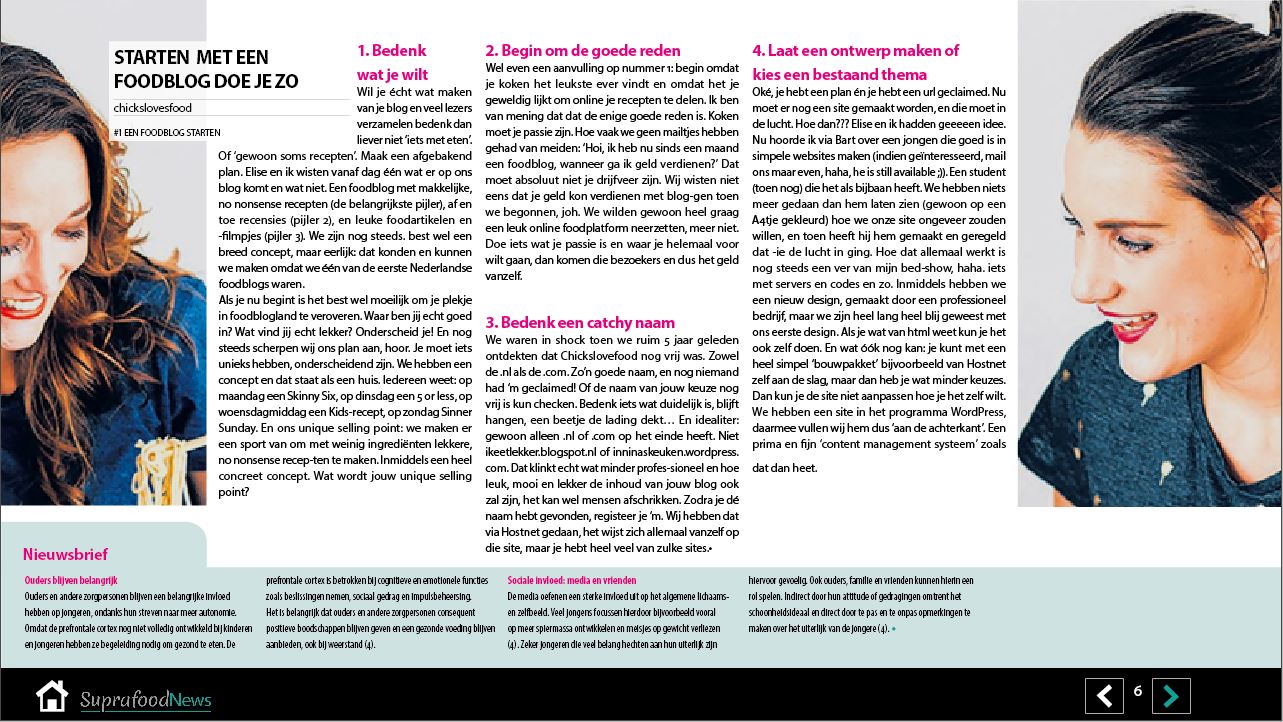 STARTEN MET EEN
FOODBLOG DOE JE ZO
chickslovesfood
#1 EEN FOODBLOG STARTEN
1. Bedenk
wat je wilt
Wil je écht wat maken
van je blog en veel lezers
verzamelen bedenk dan
liever niet ‘iets met eten’.
Of ‘gewoon soms recepten’. Maak een afgebakend
plan. Elise en ik wisten vanaf dag één wat er op ons
blog komt en wat niet. Een foodblog met makkelijke,
no nonsense recepten (de belangrijkste pijler), af en
toe recensies (pijler 2), en leuke foodartikelen en
-filmpjes (pijler 3). We zijn nog steeds. best wel een
breed concept, maar eerlijk: dat konden en kunnen
we maken omdat we één van de eerste Nederlandse
foodblogs waren.
Als je nu begint is het best wel moeilijk om je plekje
in foodblogland te veroveren. Waar ben jij echt goed
in? Wat vind jij echt lekker? Onderscheid je! En nog
steeds scherpen wij ons plan aan, hoor. Je moet iets
unieks hebben, onderscheidend zijn. We hebben een
concept en dat staat als een huis. Iedereen weet: op
maandag een Skinny Six, op dinsdag een 5 or less, op
woensdagmiddag een Kids-recept, op zondag Sinner
Sunday. En ons unique selling point: we maken er
een sport van om met weinig ingrediënten lekkere,
no nonsense recep-ten te maken. Inmiddels een heel
concreet concept. Wat wordt jouw unique selling
point?
2. Begin om de goede reden
Wel even een aanvulling op nummer 1: begin omdat
je koken het leukste ever vindt en omdat het je
geweldig lijkt om online je recepten te delen. Ik ben
van mening dat dat de enige goede reden is. Koken
moet je passie zijn. Hoe vaak we geen mailtjes hebben
gehad van meiden: ‘Hoi, ik heb nu sinds een maand
een foodblog, wanneer ga ik geld verdienen?’ Dat
moet absoluut niet je drijfveer zijn. Wij wisten niet
eens dat je geld kon verdienen met blog-gen toen
we begonnen, joh. We wilden gewoon heel graag
een leuk online foodplatform neerzetten, meer niet.
Doe iets wat je passie is en waar je helemaal voor
wilt gaan, dan komen die bezoekers en dus het geld
vanzelf.
3. Bedenk een catchy naam
We waren in shock toen we ruim 5 jaar geleden
ontdekten dat Chickslovefood nog vrij was. Zowel
de .nl als de .com. Zo’n goede naam, en nog niemand
had ‘m geclaimed! Of de naam van jouw keuze nog
vrij is kun checken. Bedenk iets wat duidelijk is, blijft
hangen, een beetje de lading dekt… En idealiter:
gewoon alleen .nl of .com op het einde heeft. Niet
ikeetlekker.blogspot.nl of inninaskeuken.wordpress.
com. Dat klinkt echt wat minder profes-sioneel en hoe
leuk, mooi en lekker de inhoud van jouw blog ook
zal zijn, het kan wel mensen afschrikken. Zodra je dé
naam hebt gevonden, registeer je ‘m. Wij hebben dat
via Hostnet gedaan, het wijst zich allemaal vanzelf op
die site, maar je hebt heel veel van zulke sites.•
4. Laat een ontwerp maken of
kies een bestaand thema
Oké, je hebt een plan én je hebt een url geclaimed. Nu
moet er nog een site gemaakt worden, en die moet in
de lucht. Hoe dan??? Elise en ik hadden geeeeen idee.
Nu hoorde ik via Bart over een jongen die goed is in
simpele websites maken (indien geïnteresseerd, mail
ons maar even, haha, he is still available ;)). Een student
(toen nog) die het als bijbaan heeft. We hebben niets
meer gedaan dan hem laten zien (gewoon op een
A4tje gekleurd) hoe we onze site ongeveer zouden
willen, en toen heeft hij hem gemaakt en geregeld
dat -ie de lucht in ging. Hoe dat allemaal werkt is
nog steeds een ver van mijn bed-show, haha. iets
met servers en codes en zo. Inmiddels hebben we
een nieuw design, gemaakt door een professioneel
bedrijf, maar we zijn heel lang heel blij geweest met
ons eerste design. Als je wat van html weet kun je het
ook zelf doen. En wat óók nog kan: je kunt met een
heel simpel ‘bouwpakket’ bijvoorbeeld van Hostnet
zelf aan de slag, maar dan heb je wat minder keuzes.
Dan kun je de site niet aanpassen hoe je het zelf wilt.
We hebben een site in het programma WordPress,
daarmee vullen wij hem dus ‘aan de achterkant’. Een
prima en fijn ‘content management systeem’ zoals
dat dan heet.
Nieuwsbrief
Ouders blijven belangrijk
Ouders en andere zorgpersonen blijven een belangrijke invloed
hebben op jongeren, ondanks hun streven naar meer autonomie.
Omdat de prefrontale cortex nog niet volledig ontwikkeld bij kinderen
en jongeren hebben ze begeleiding nodig om gezond te eten. De
prefrontale cortex is betrokken bij cognitieve en emotionele functies
zoals beslissingen nemen, sociaal gedrag en impulsbeheersing.
Het is belangrijk dat ouders en andere zorgpersonen consequent
positieve boodschappen blijven geven en een gezonde voeding blijven
aanbieden, ook bij weerstand (4).
Sociale invloed: media en vrienden
De media oefenen een sterke invloed uit op het algemene lichaams-
en zelfbeeld. Veel jongens focussen hierdoor bijvoorbeeld vooral
op meer spiermassa ontwikkelen en meisjes op gewicht verliezen
(4). Zeker jongeren die veel belang hechten aan hun uiterlijk zijn
hiervoor gevoelig. Ook ouders, familie en vrienden kunnen hierin een
rol spelen. Indirect door hun attitude of gedragingen omtrent het
schoonheidsideaal en direct door te pas en te onpas opmerkingen te
maken over het uiterlijk van de jongere (4). •
SuprafoodNews
6